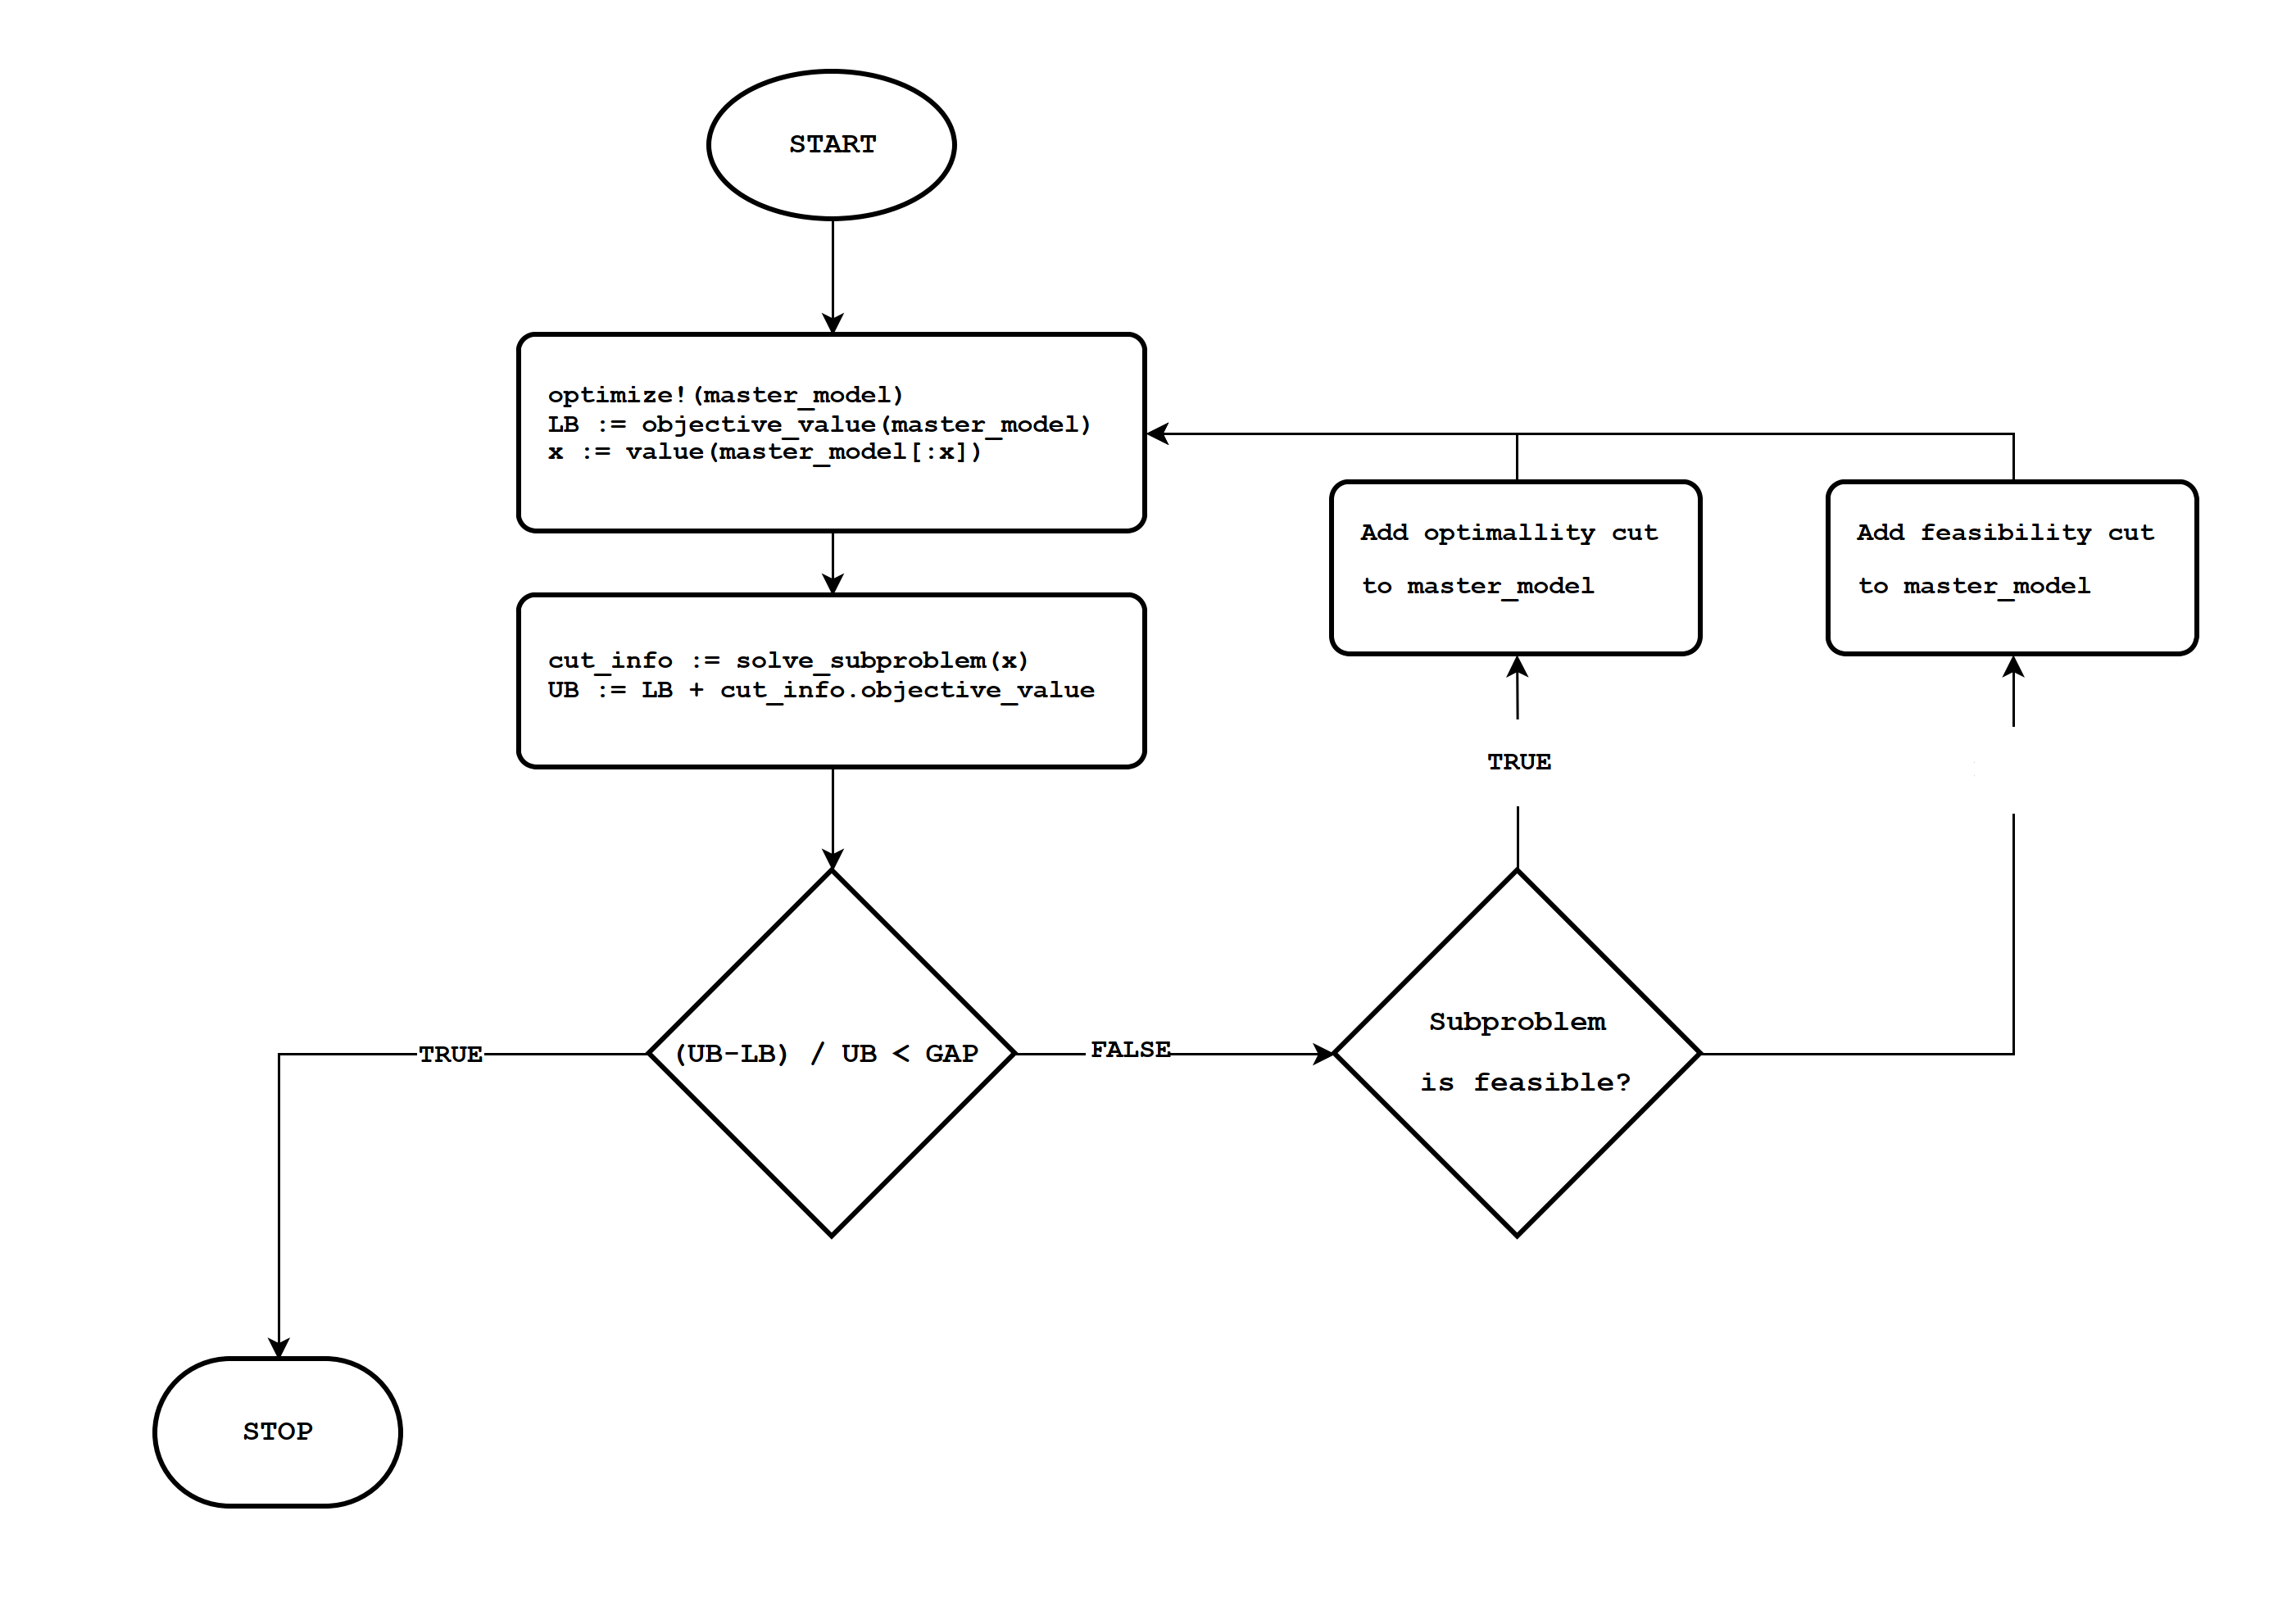 START
optimize!(master_model)
LB := objective_value(master_model)
x := value(master_model[:x])
Add optimallity cut
to master_model
Add feasibility cut
to master_model
cut_info := solve_subproblem(x)
UB := LB + cut_info.objective_value
TRUE
TRUE
(UB-LB) / UB < GAP
FALSE
Subproblem
is feasible?
STOP